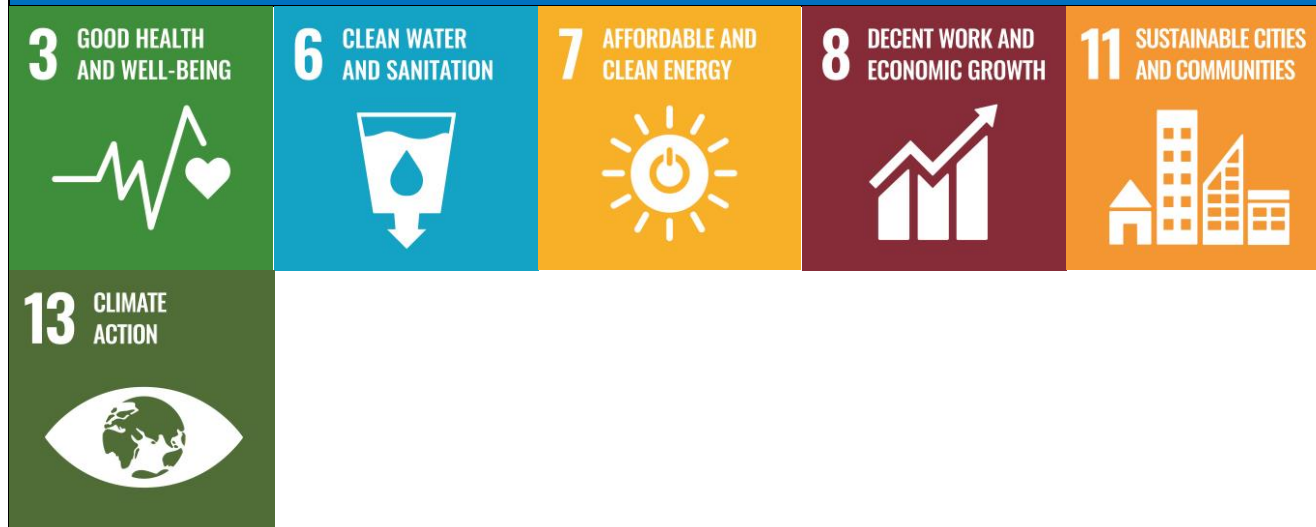 3 GOOD HEALTH
AND WELL-BEING
6 CLEAN WATER
AND SANITATION
7 AFFORDABLE AND
CLEAN ENERGY
8 DECENT WORK AND
ECONOMIC GROWTH
11 SUSTAINABLE CITIES
AND COMMUNITIES
13 CLIMATE
ACTION